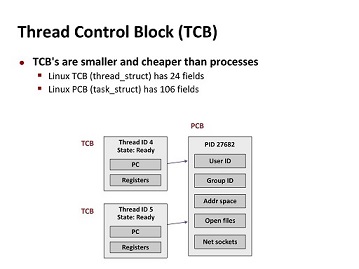 Thread Control Block (TCB)
TCB's are smaller and cheaper than processes
Linux TCB (thread_struct) has 24 fields
Linux PCB (task_struct) has 106 fields
PCB
TCB
Thread ID 4
State: Ready
PC
Registers
PID 27682
User ID
Group ID
Addr space
Open files
Net sockets
TCB
Thread ID 5
State: Ready
PC
Registers